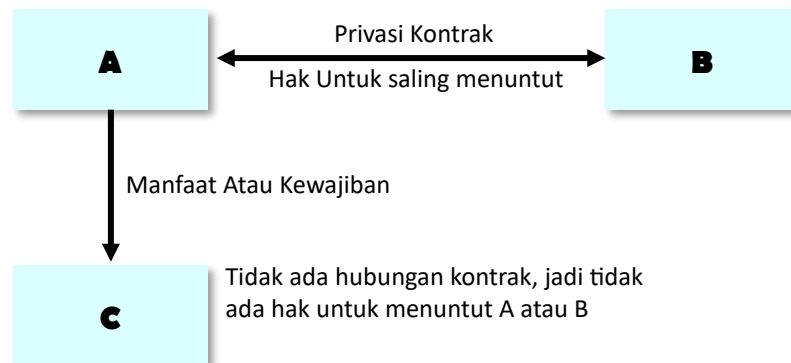 Privasi Kontrak
A
B
Hak Untuk saling menuntut
Manfaat Atau Kewajiban
Tidak ada hubungan kontrak, jadi tidak
ada hak untuk menuntut A atau B
C